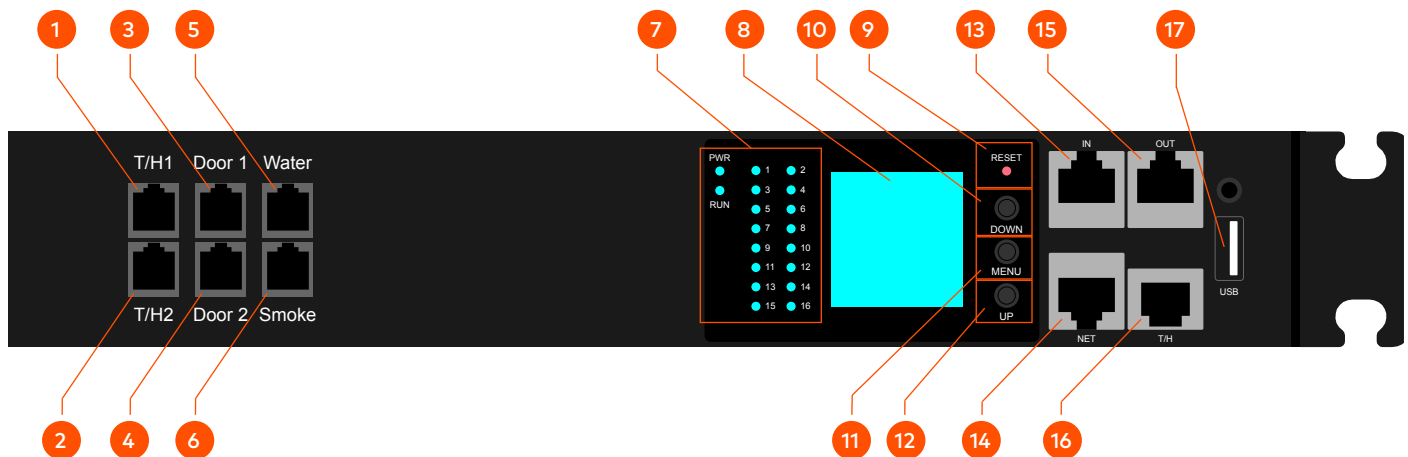 1 3 5 7 8 10 9 13 15 17
T/H1 Door 1 Water
T/H2 Door 2 Smoke
PWR
RUN
1 2
3 4
5 6
7 8
9 10
11 12
13 14
15 16
RESET
DOWN
MENU
UP
IN OUT
NET T/H
USB
2 4 6 11 12 14 16